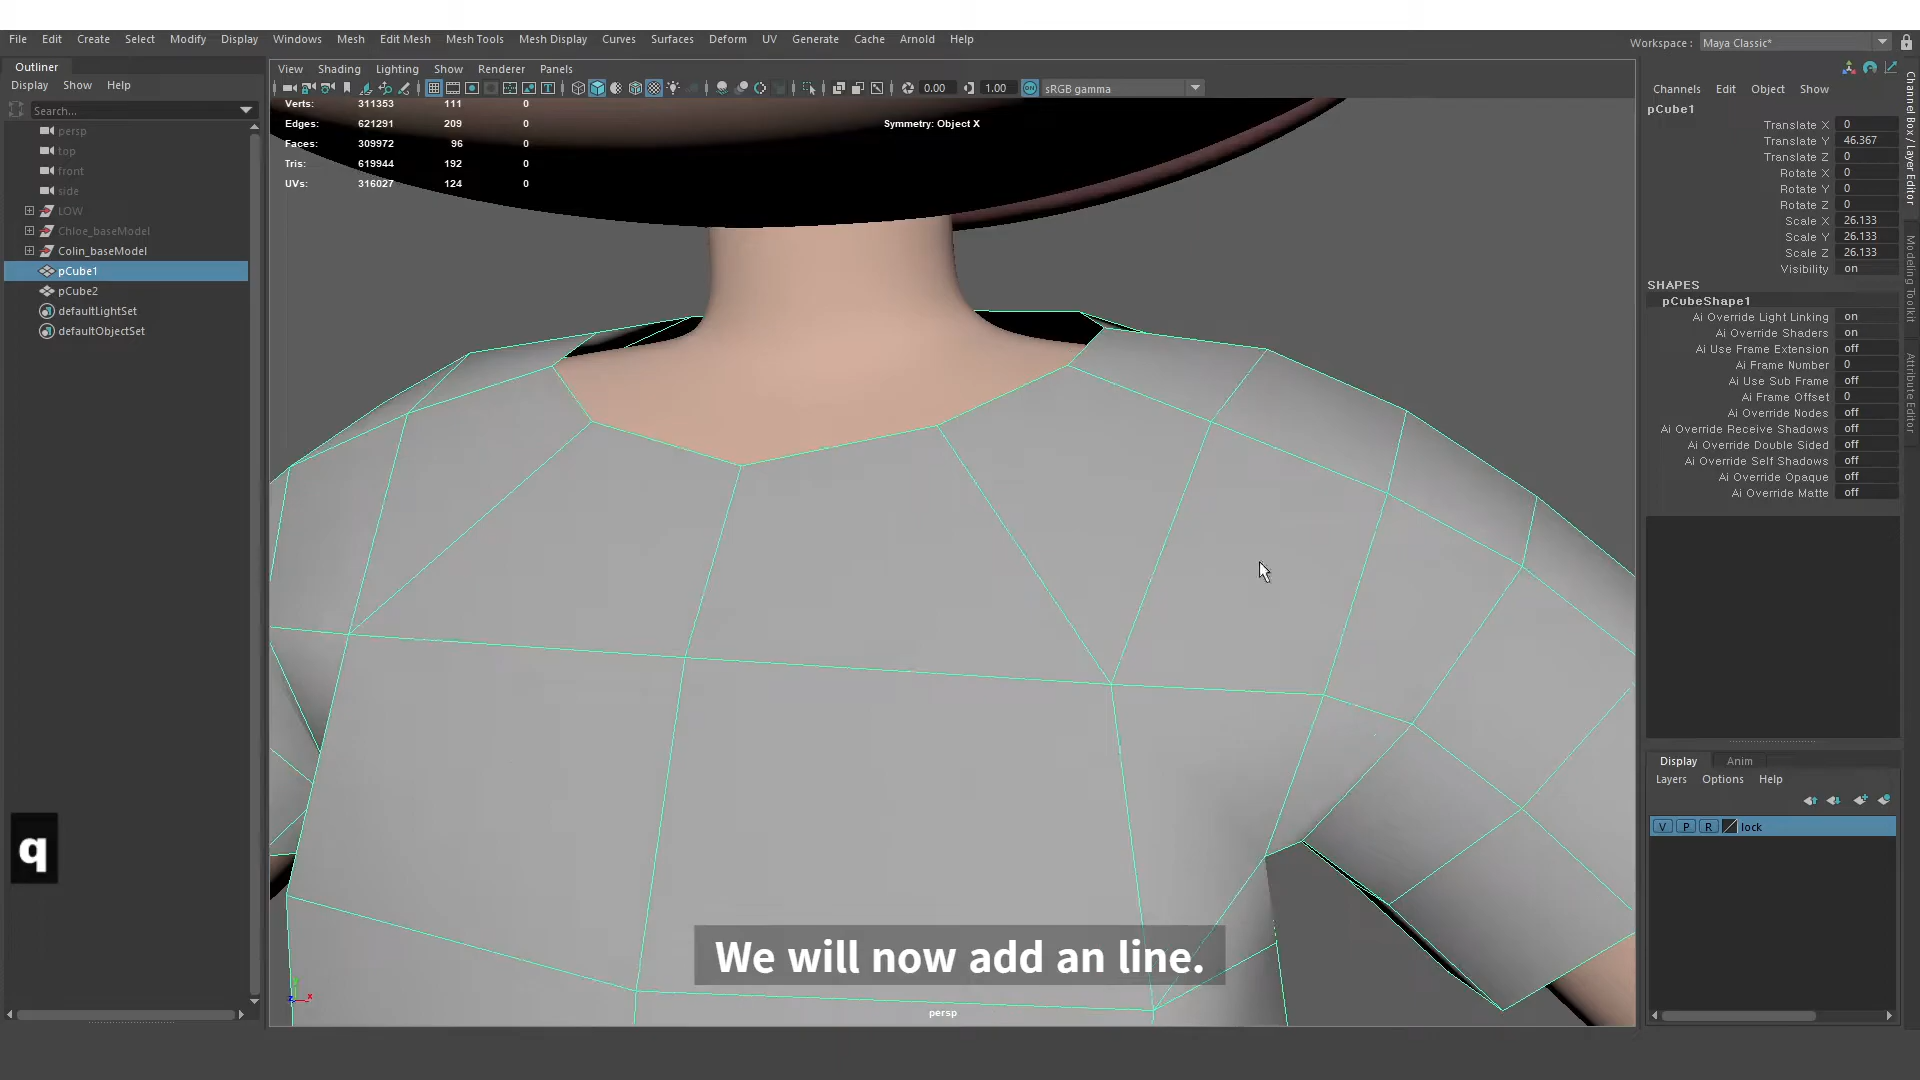 File Edit Create Select Modify Display Windows Mesh Edit Mesh Mesh Tools Mesh Display Curves Surfaces Deform UV Generate Cache Arnold Help
Workspace : Maya Classic*
Outliner
Display Show Help
Search...
persp
top
front
side
LOW
Chloe_baseModel
Colin_baseModel
pCube1
pCube2
defaultLightSet
defaultObjectSet
q
View Shading Lighting Show Renderer Panels
0.00 1.00 sRGB gamma
Verts: 311353 111 0
Edges: 621291 209 0
Faces: 309972 96 0
Tris: 619944 192 0
UVs: 316027 124 0
Symmetry: Object X
We will now add an line.
persp
Channels Edit Object Show
pCube1
Translate X 0
Translate Y 46.367
Translate Z 0
Rotate X 0
Rotate Y 0
Rotate Z 0
Scale X 26.133
Scale Y 26.133
Scale Z 26.133
Visibility on
SHAPES
pCubeShape1
Ai Override Light Linking on
Ai Override Shaders on
Ai Use Frame Extension off
Ai Frame Number 0
Ai Use Sub Frame off
Ai Frame Offset 0
Ai Override Nodes off
Ai Override Receive Shadows off
Ai Override Double Sided off
Ai Override Self Shadows off
Ai Override Opaque off
Ai Override Matte off
Display Anim
Layers Options Help
V P R lock
Channel Box / Layer Editor
Modeling Toolkit
Attribute Editor